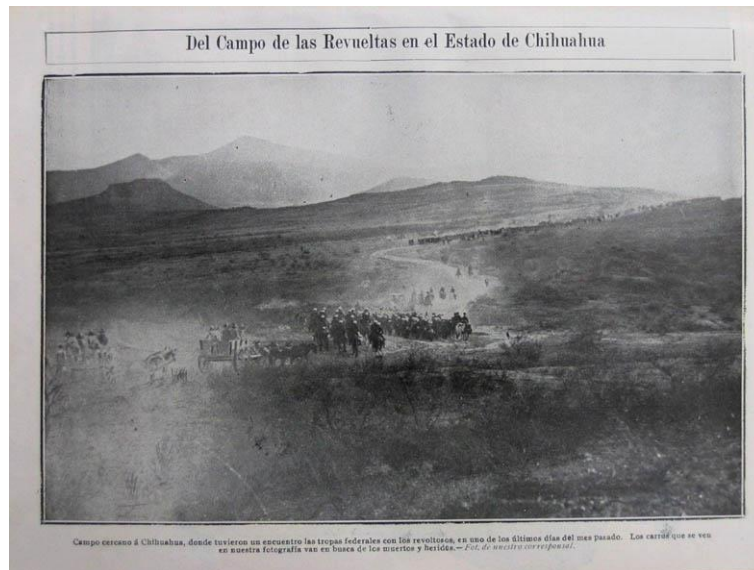 Del Campo de las Revueltas en el Estado de Chihuahua
Campo cercano á Chihuahua, donde tuvieron un encuentro las tropas federales con los revoltosos, en uno de los últimos días del mes pasado. Los carros que se ven
en nuestra fotografía van en busca de los muertos y heridos.—Fot. de nuestro corresponsal.